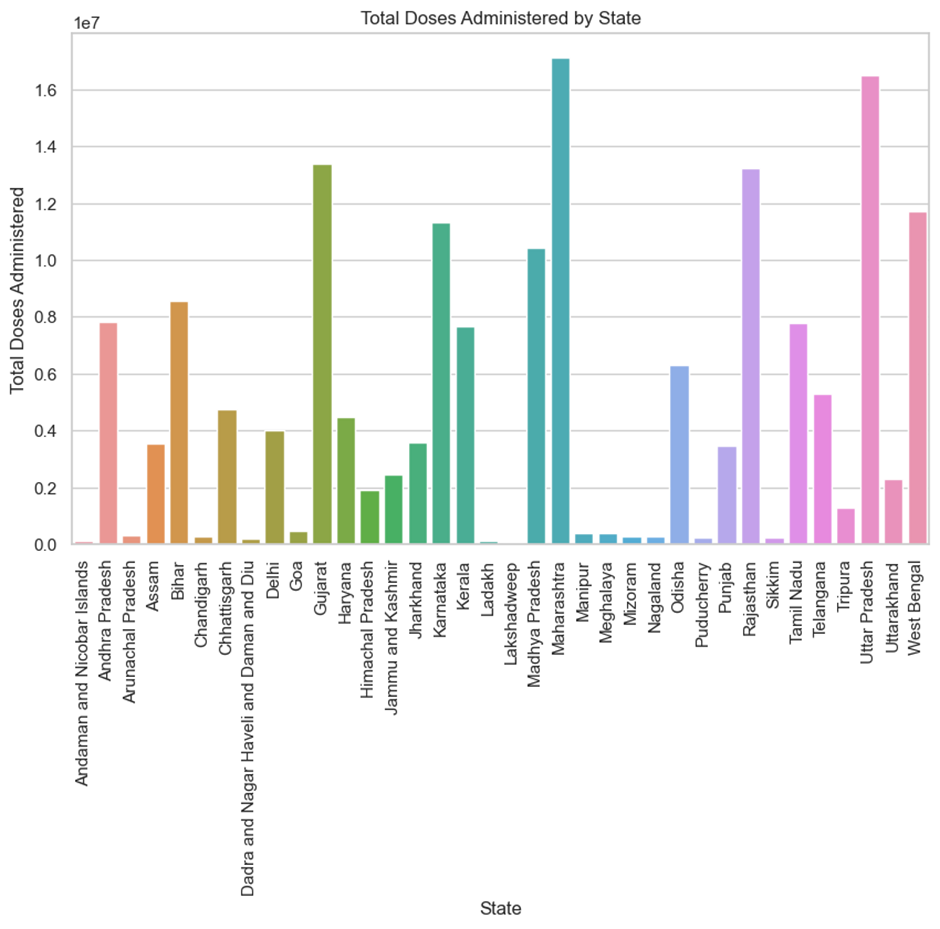 Total Doses Administered by State
1e7
Total Doses Administered
1.6
1.4
1.2
1.0
0.8
0.6
0.4
0.2
0.0
Andaman and Nicobar Islands
Andhra Pradesh
Arunachal Pradesh
Assam
Bihar
Chandigarh
Chhattisgarh
Dadra and Nagar Haveli and Daman and Diu
Delhi
Goa
Gujarat
Haryana
Himachal Pradesh
Jammu and Kashmir
Jharkhand
Karnataka
Kerala
Ladakh
Lakshadweep
Madhya Pradesh
Maharashtra
Manipur
Meghalaya
Mizoram
Nagaland
Odisha
Puducherry
Punjab
Rajasthan
Sikkim
Tamil Nadu
Telangana
Tripura
Uttar Pradesh
Uttarakhand
West Bengal
State